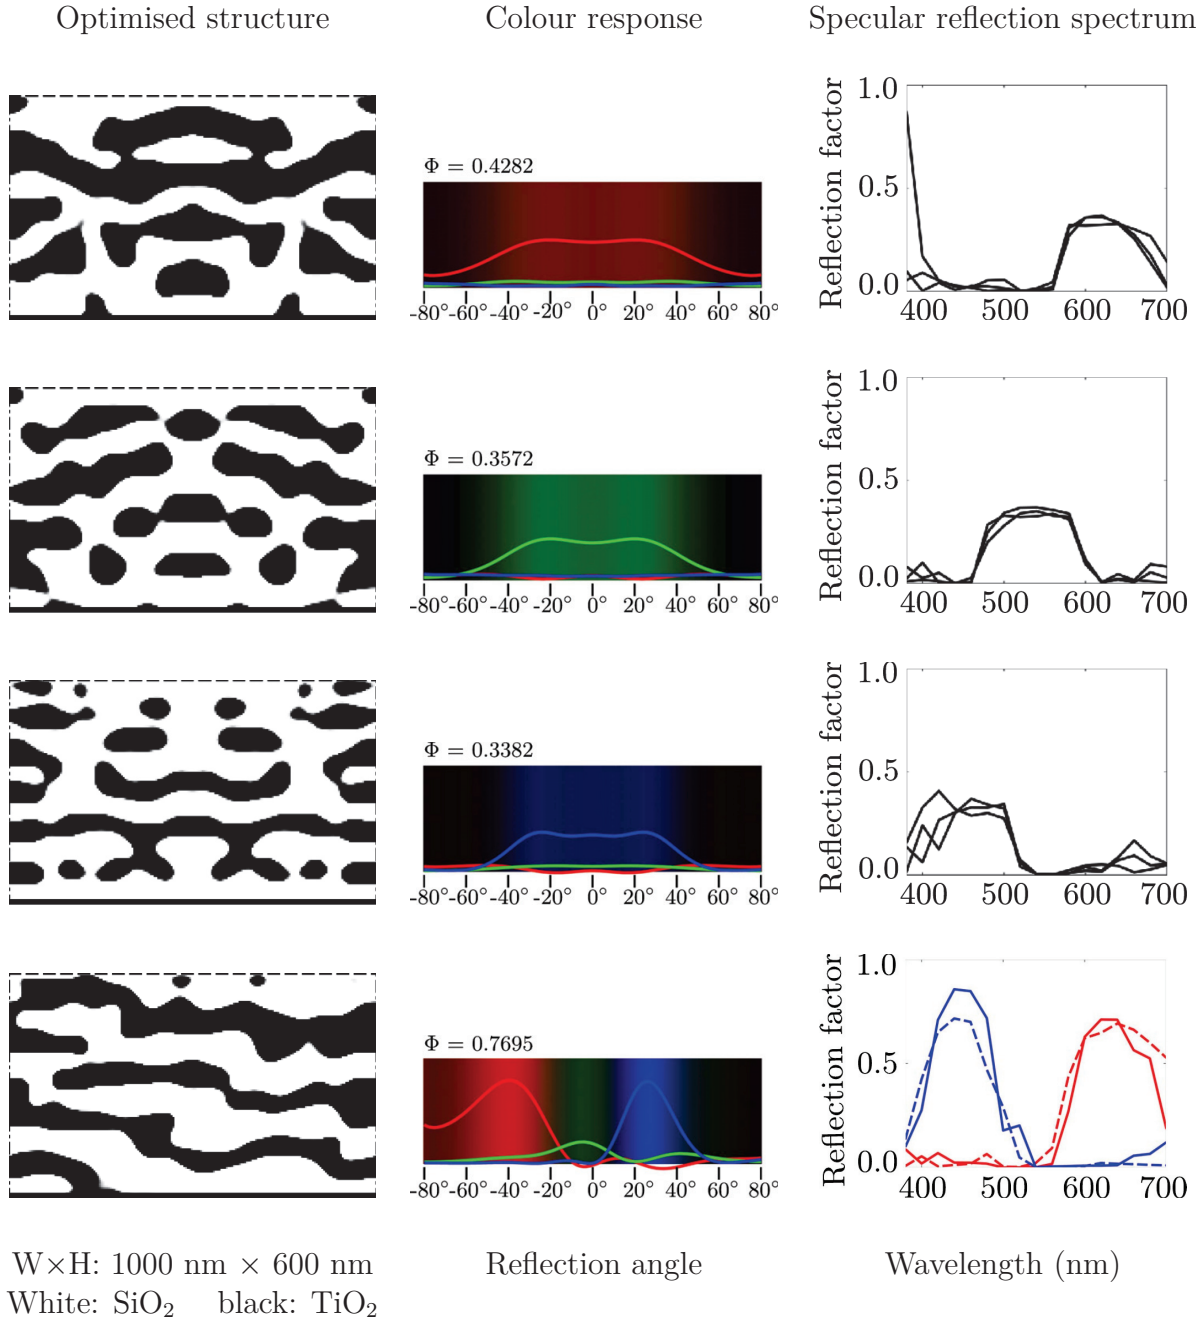 Optimised structure Colour response Specular reflection spectrum
Φ = 0.4282
-80° -60° -40° -20° 0° 20° 40° 60° 80°
Reflection factor
1.0
0.5
0.0
400 500 600 700
Φ = 0.3572
-80° -60° -40° -20° 0° 20° 40° 60° 80°
Reflection factor
1.0
0.5
0.0
400 500 600 700
Φ = 0.3382
-80° -60° -40° -20° 0° 20° 40° 60° 80°
Reflection factor
1.0
0.5
0.0
400 500 600 700
Φ = 0.7695
-80° -60° -40° -20° 0° 20° 40° 60° 80°
Reflection factor
1.0
0.5
0.0
400 500 600 700
W×H: 1000 nm × 600 nm Reflection angle Wavelength (nm)
White: SiO₂ black: TiO₂